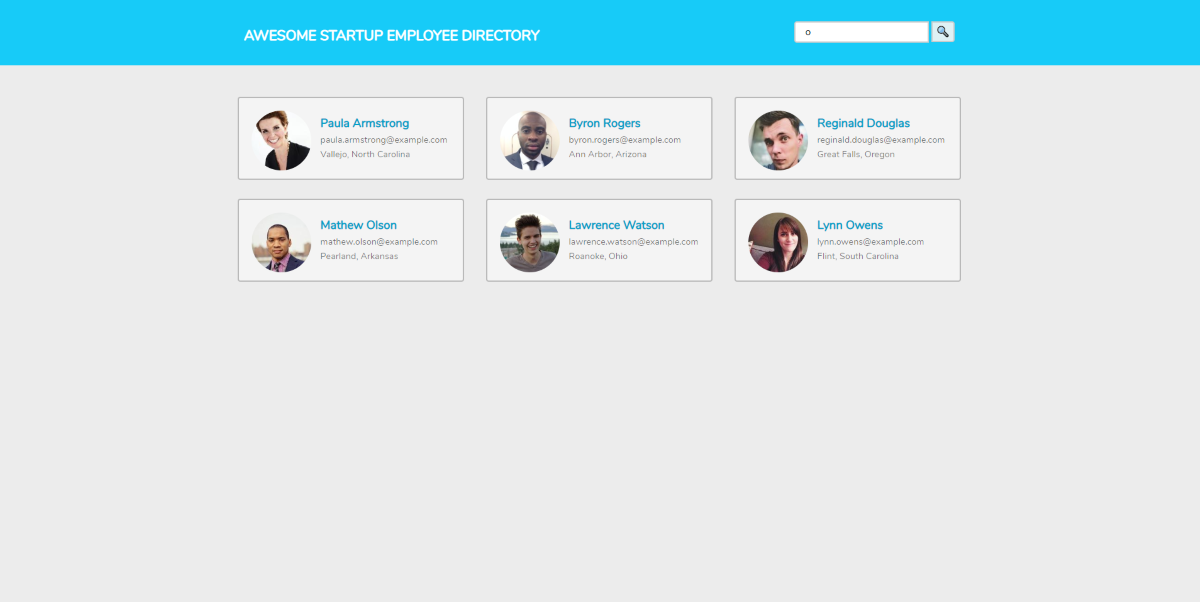 AWESOME STARTUP EMPLOYEE DIRECTORY
o
Paula Armstrong
paula.armstrong@example.com
Vallejo, North Carolina
Byron Rogers
byron.rogers@example.com
Ann Arbor, Arizona
Reginald Douglas
reginald.douglas@example.com
Great Falls, Oregon
Mathew Olson
mathew.olson@example.com
Pearland, Arkansas
Lawrence Watson
lawrence.watson@example.com
Roanoke, Ohio
Lynn Owens
lynn.owens@example.com
Flint, South Carolina